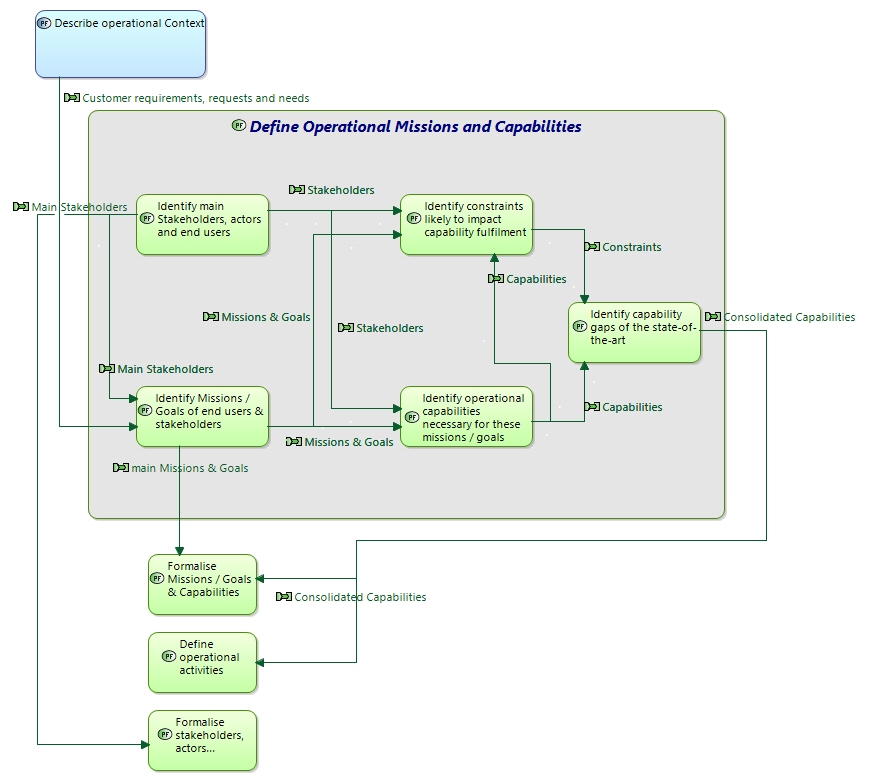 PF Describe operational Context
Customer requirements, requests and needs
PF Define Operational Missions and Capabilities
Main Stakeholders
PF Identify main
Stakeholders, actors
and end users
Stakeholders
PF Identify constraints
likely to impact
capability fulfilment
Constraints
Capabilities
Missions & Goals
Stakeholders
PF Identify capability
gaps of the state-of-
the-art
Consolidated Capabilities
Main Stakeholders
PF Identify Missions /
Goals of end users &
stakeholders
Missions & Goals
PF Identify operational
capabilities
necessary for these
missions / goals
Capabilities
main Missions & Goals
PF Formalise
Missions / Goals
& Capabilities
Consolidated Capabilities
PF Define
operational
activities
PF Formalise
stakeholders,
actors...